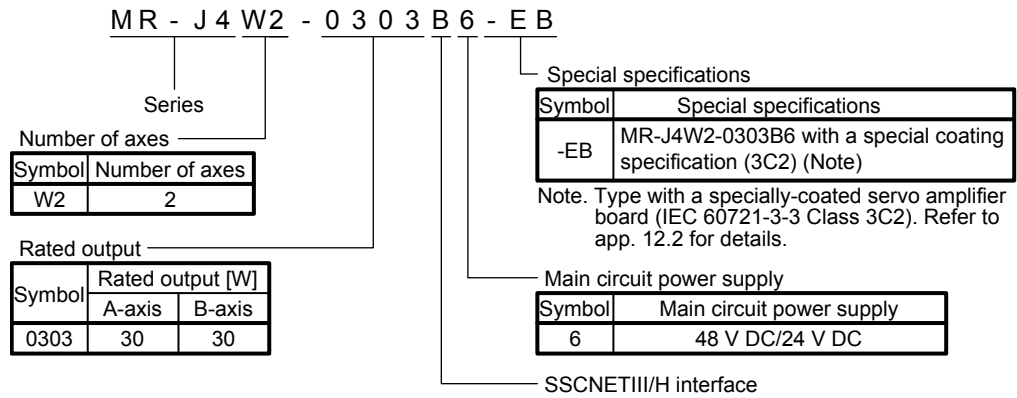 MR-J4W2-0303B6-EB
Special specifications
Symbol Special specifications
-EB MR-J4W2-0303B6 with a special coating
specification (3C2) (Note)
Note. Type with a specially-coated servo amplifier
board (IEC 60721-3-3 Class 3C2). Refer to
app. 12.2 for details.
Series
Number of axes
Symbol Number of axes
W2 2
Rated output
Symbol Rated output [W]
A-axis B-axis
0303 30 30
Main circuit power supply
Symbol Main circuit power supply
6 48 V DC/24 V DC
SSCNETIII/H interface